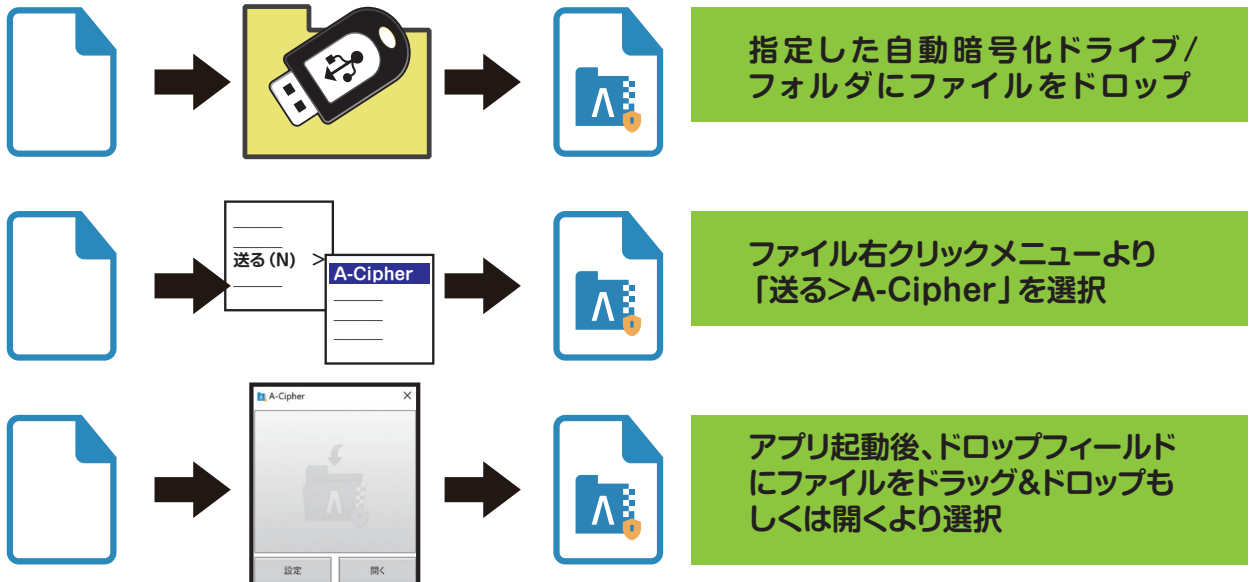 指定した自動暗号化ドライブ/
フォルダにファイルをドロップ
送る(N) >
A-Cipher
ファイル右クリックメニューより
「送る>A-Cipher」を選択
A-Cipher ×
設定 開く
アプリ起動後、ドロップフィールド
にファイルをドラッグ&ドロップも
しくは開くより選択